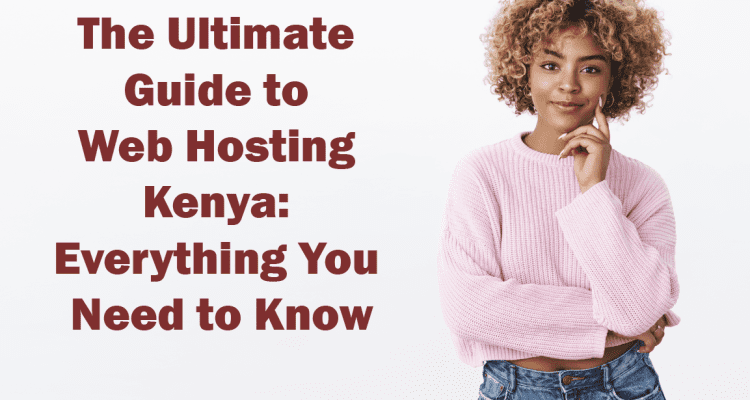 The Ultimate
Guide to
Web Hosting
Kenya:
Everything You
Need to Know